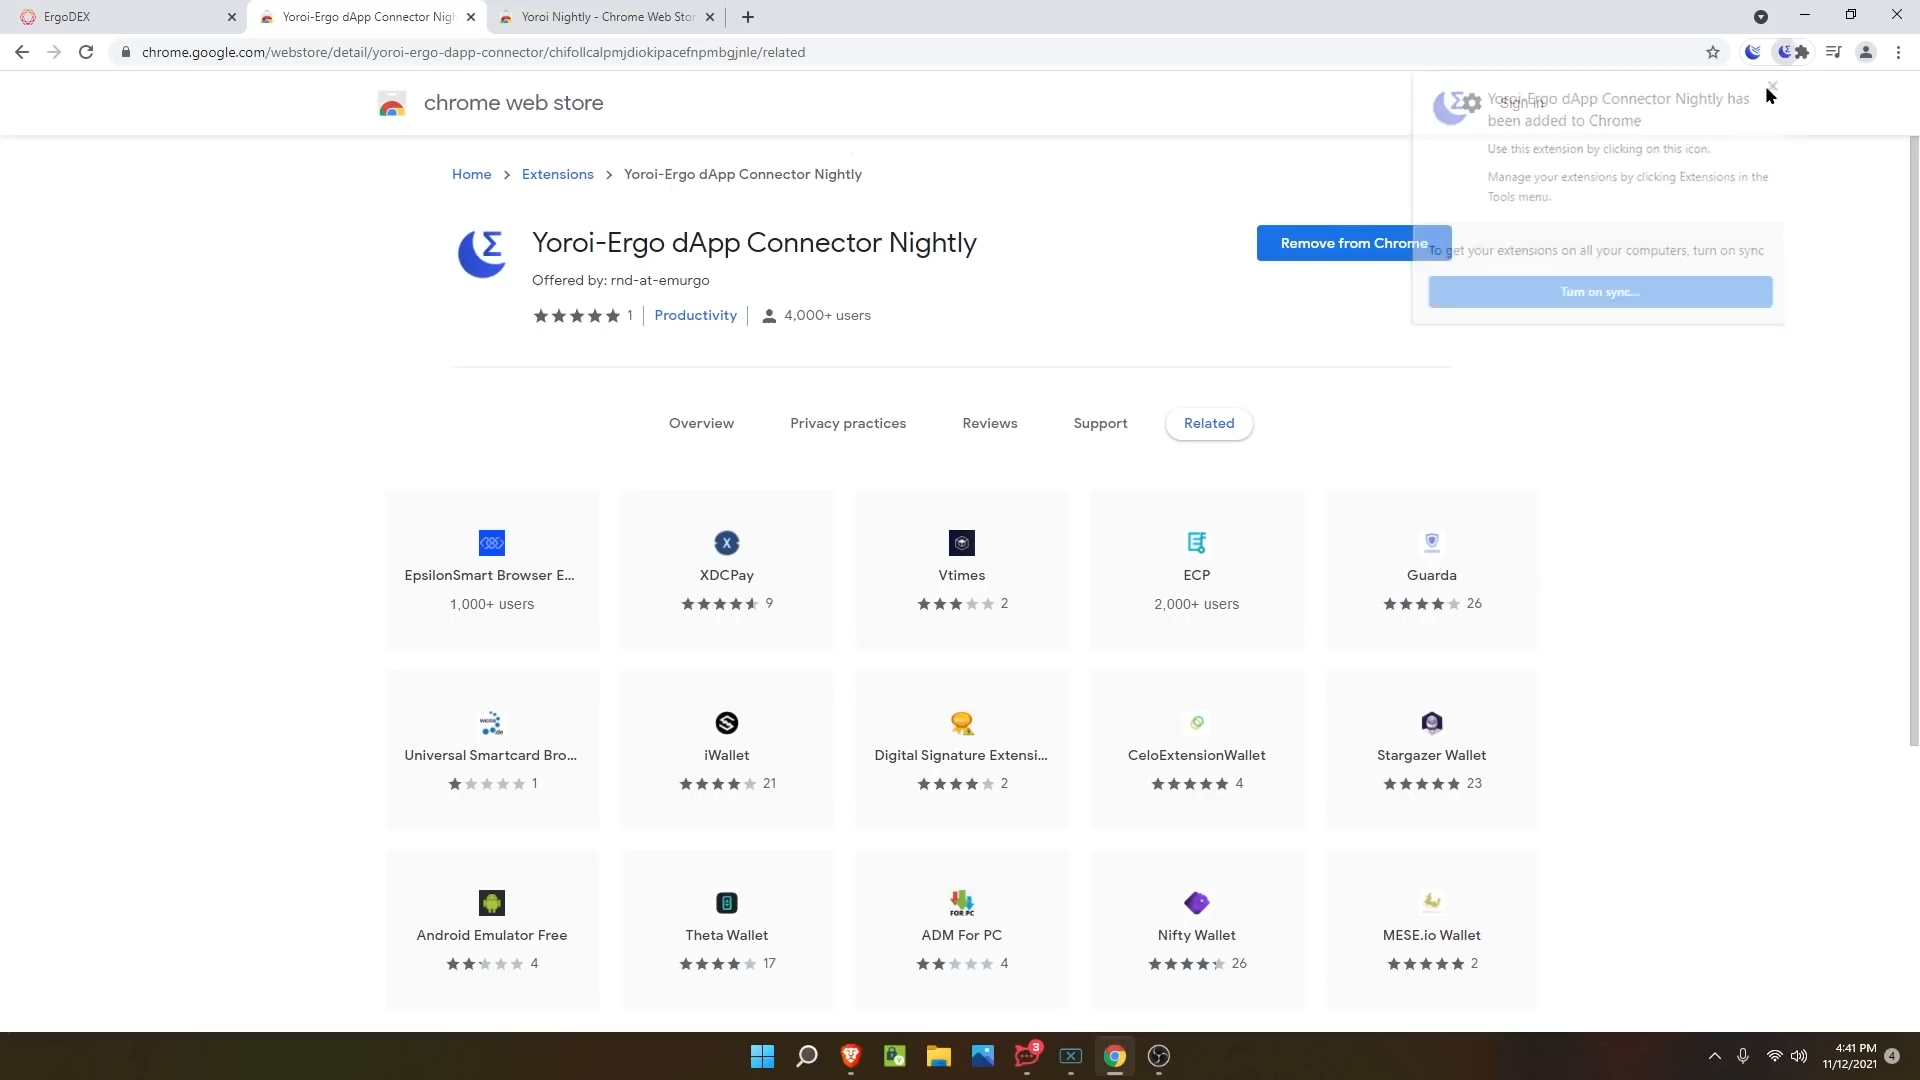 ErgoDEX
Yoroi-Ergo dApp Connector Nigh
Yoroi Nightly - Chrome Web Stor
chrome.google.com/webstore/detail/yoroi-ergo-dapp-connector/chifollcalpmjdiokipacefnpmbgjnle/related
chrome web store
Sign in
Yoroi-Ergo dApp Connector Nightly has
been added to Chrome
Use this extension by clicking on this icon.
Manage your extensions by clicking Extensions in the
Tools menu.
To get your extensions on all your computers, turn on sync
Turn on sync...
Home > Extensions > Yoroi-Ergo dApp Connector Nightly
Yoroi-Ergo dApp Connector Nightly
Remove from Chrome
Offered by: rnd-at-emurgo
1 | Productivity | 4,000+ users
Overview Privacy practices Reviews Support Related
EpsilonSmart Browser E... XDCPay Vtimes ECP Guarda
1,000+ users 9 2 2,000+ users 26
Universal Smartcard Bro... iWallet Digital Signature Extensi... CeloExtensionWallet Stargazer Wallet
1 21 2 4 23
FOR PC
Android Emulator Free Theta Wallet ADM For PC Nifty Wallet MESE.io Wallet
4 17 4 26 2
3
4:41 PM
11/12/2021
4